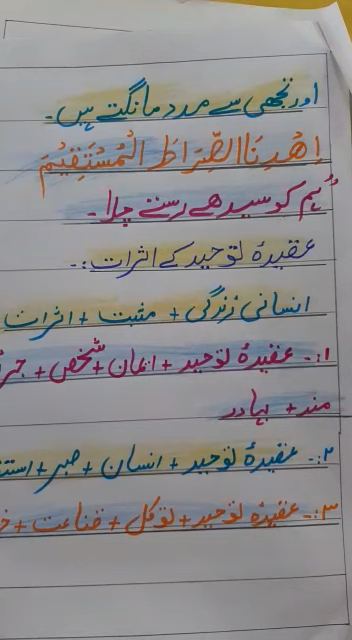 اور تجھی سے مدد مانگتے ہیں۔
اِهْدِنَا الصِّرَاطَ الْمُسْتَقِيْمَ
ہم کو سیدھے رستے چلا۔
عقیدۂ توحید کے اثرات:۔
انسانی زندگی + مثبت + اثرات
۱:۔ عقیدۂ توحید + ایمان + شخص +
مند + بہادر
۲:۔ عقیدۂ توحید + انسان + صبر +
۳:۔ عقیدۂ توحید + توکل + قناعت +